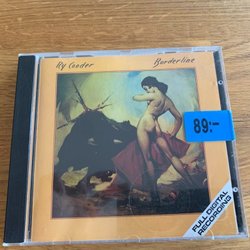 Ry Cooder Borderline
89
FULL DIGITAL
RECORDING